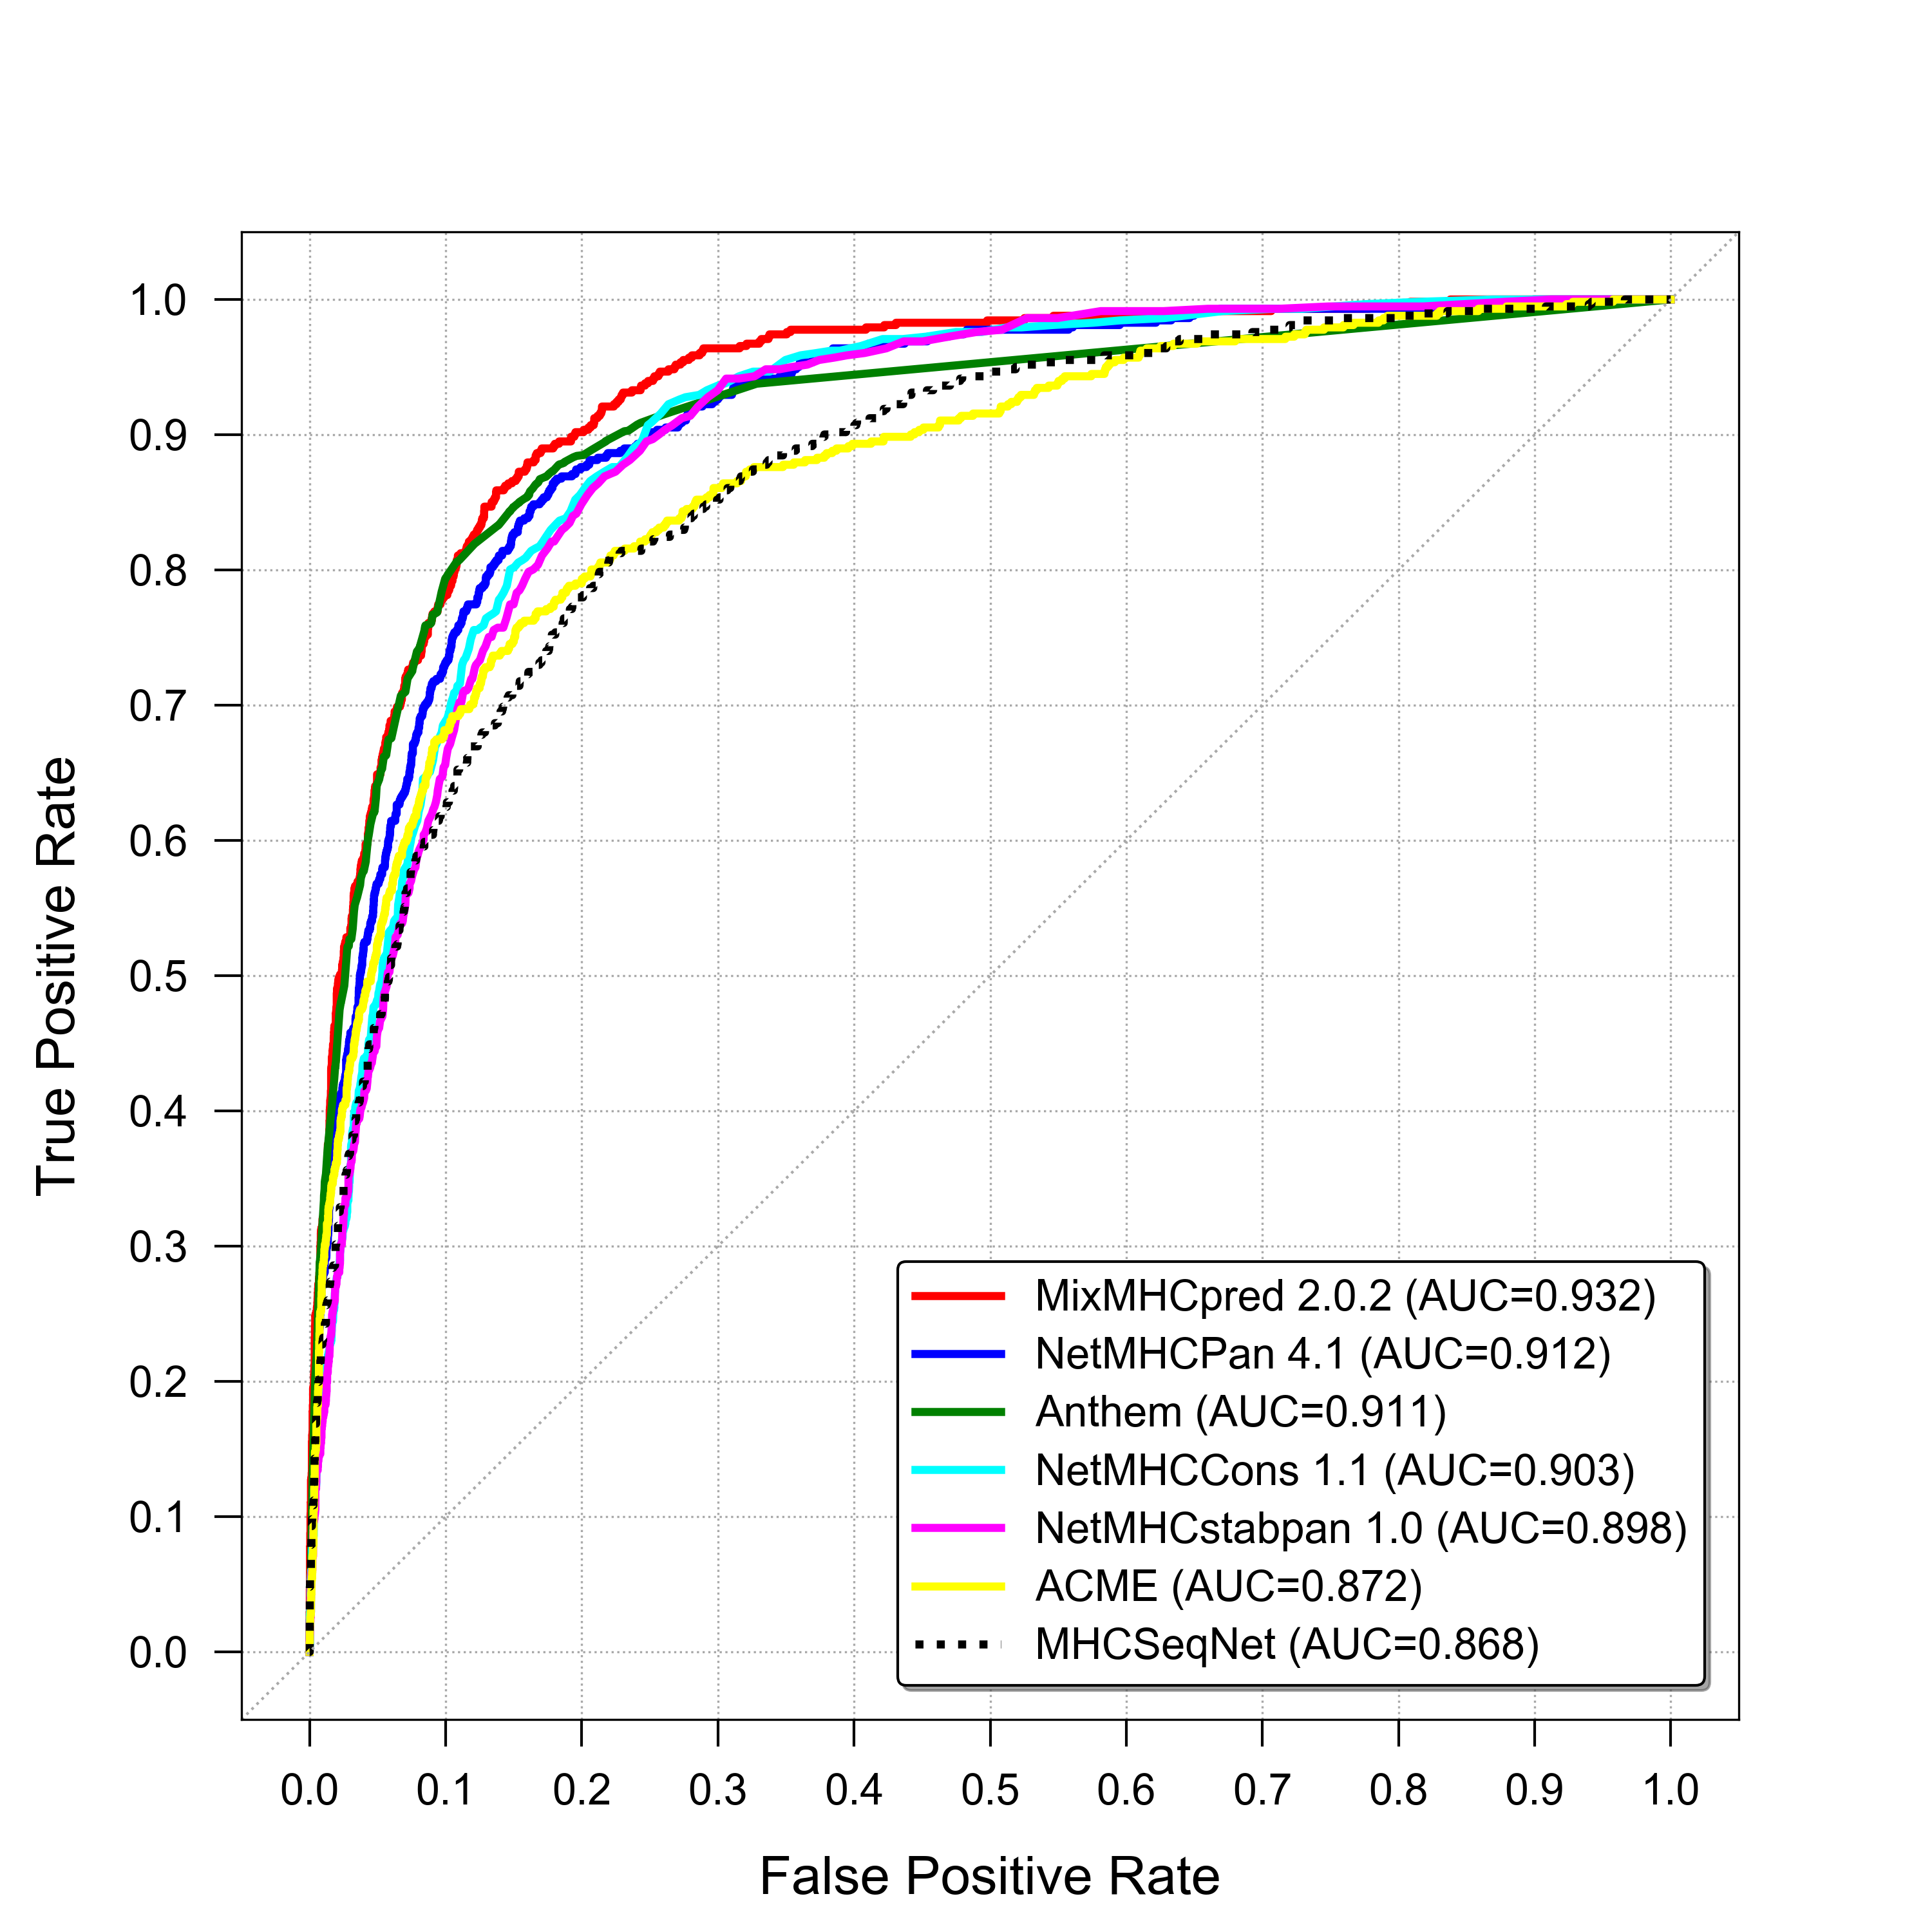 1.0
0.9
0.8
0.7
0.6
0.5
0.4
0.3
0.2
0.1
0.0
True Positive Rate
MixMHCpred 2.0.2 (AUC=0.932)
NetMHCPan 4.1 (AUC=0.912)
Anthem (AUC=0.911)
NetMHCCons 1.1 (AUC=0.903)
NetMHCstabpan 1.0 (AUC=0.898)
ACME (AUC=0.872)
MHCSeqNet (AUC=0.868)
0.0 0.1 0.2 0.3 0.4 0.5 0.6 0.7 0.8 0.9 1.0
False Positive Rate